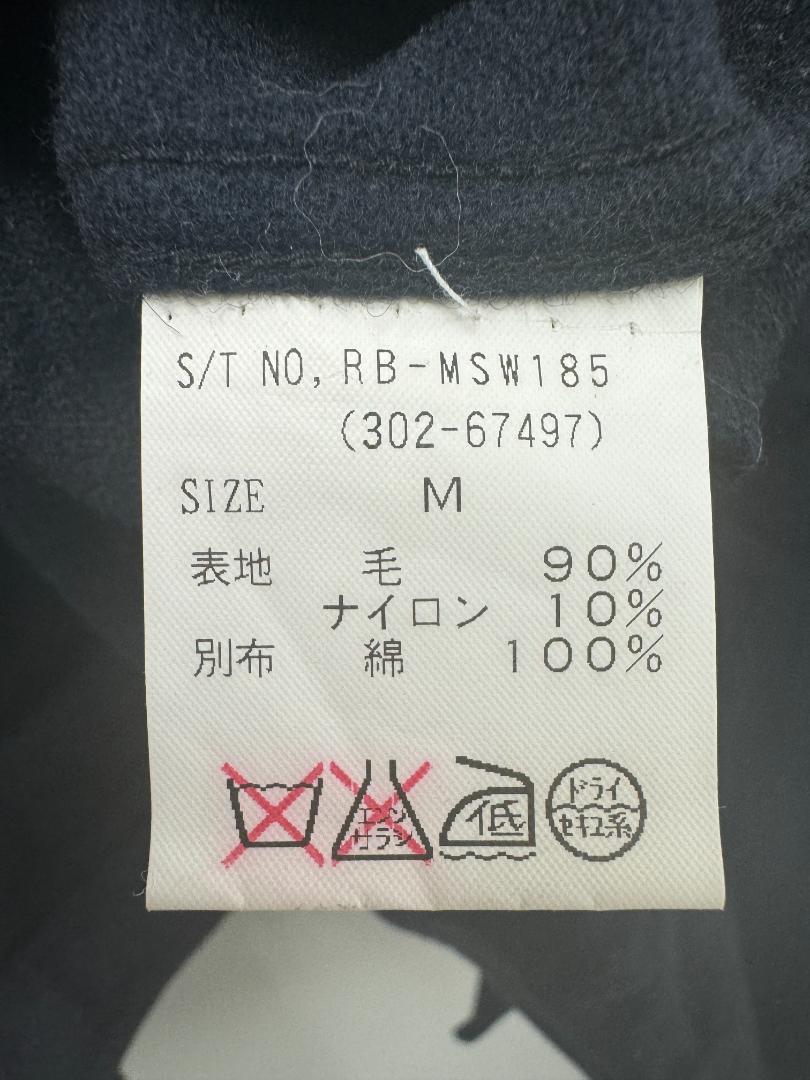 S/T NO, RB-MSW185
(302-67497)
SIZE M
表地 毛 90%
ナイロン 10%
別布 綿 100%
エンソ
サラシ
低
ドライ
セキユ系